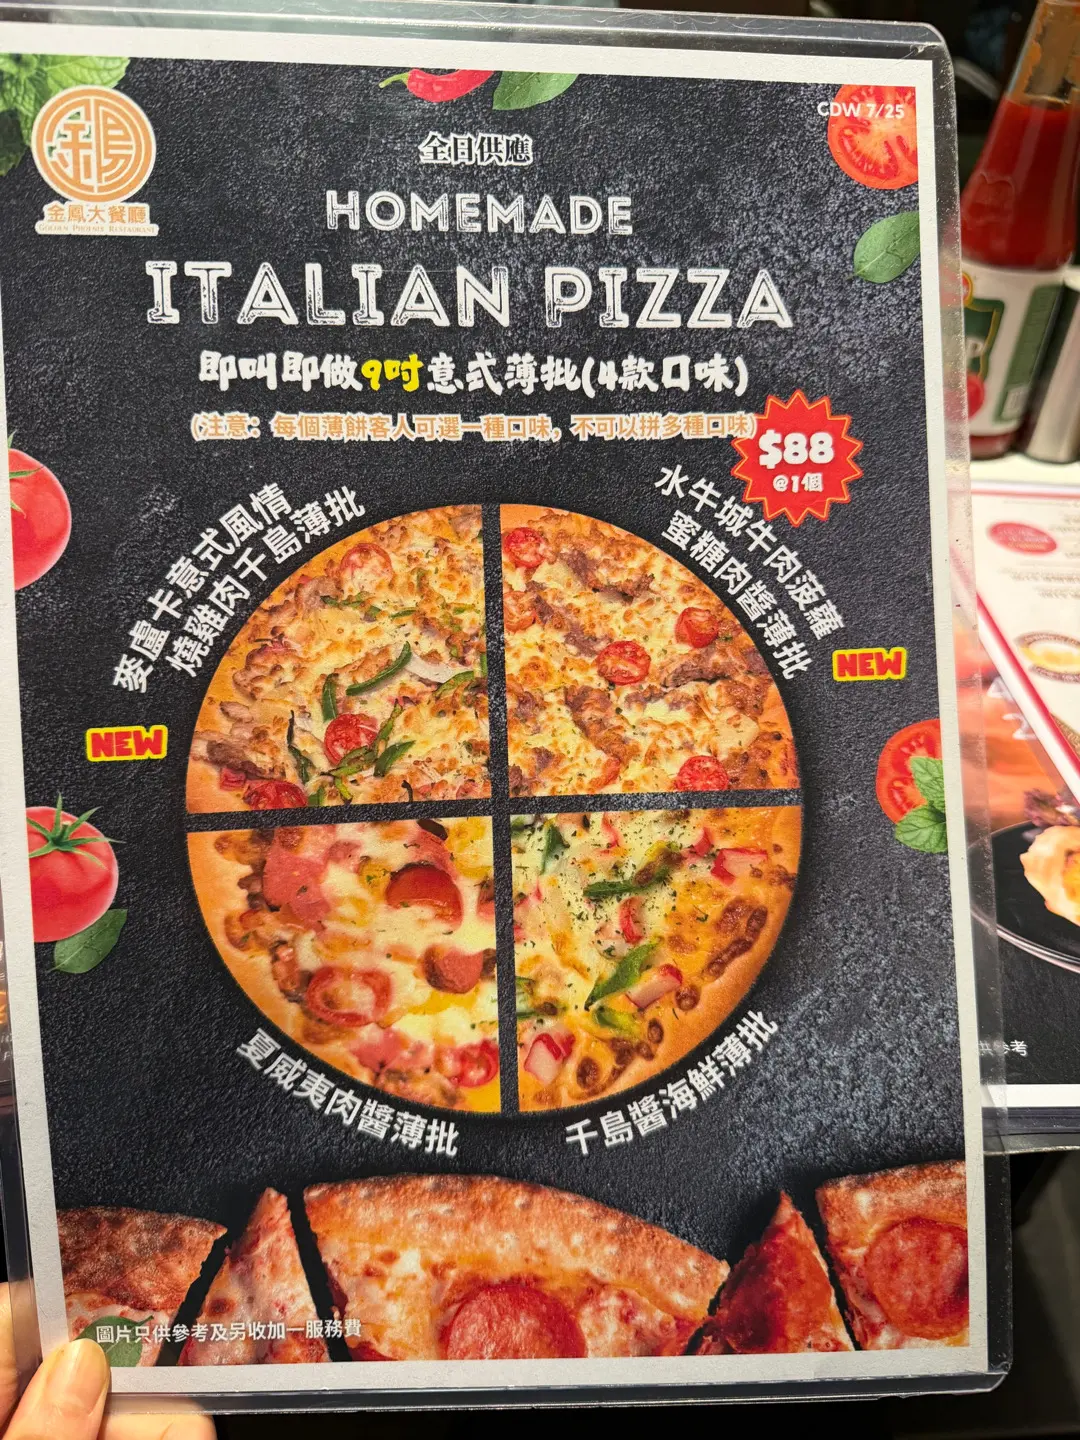 CDW 7/25
金鳳大餐廳
GOLDEN PHOENIX RESTAURANT
全日供應
HOMEMADE
ITALIAN PIZZA
即叫即做9吋意式薄批(4款口味)
(注意：每個薄餅客人可選一種口味，不可以拼多種口味)
$88
@1個
麥盧卡意式風情
燒雞肉千島薄批
NEW
水牛城牛肉菠蘿
蜜糖肉醬薄批
NEW
夏威夷肉醬薄批
千島醬海鮮薄批
圖片只供參考及另收加一服務費
供參考